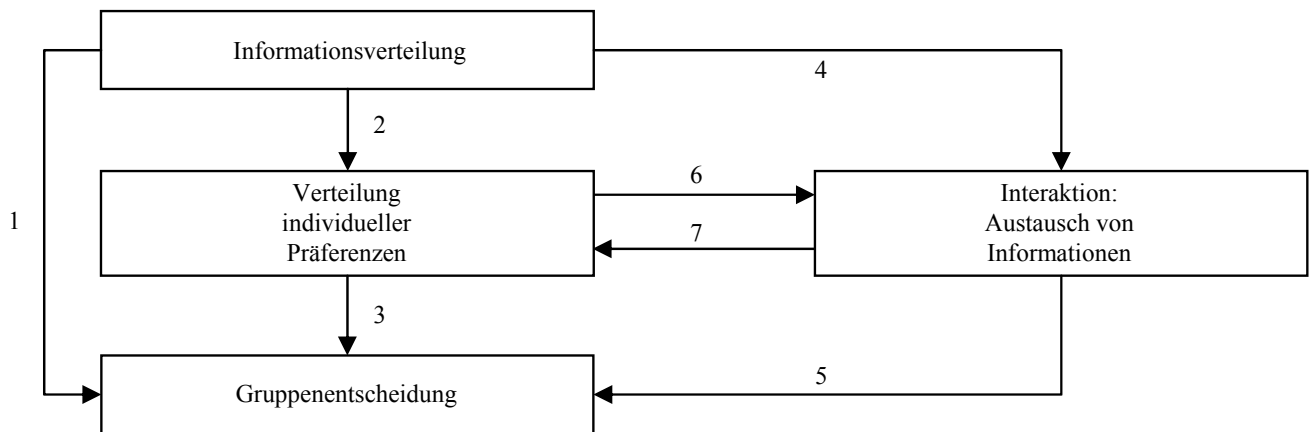 Informationsverteilung
4
2
Verteilung
individueller
Präferenzen
6
7
Interaktion:
Austausch von
Informationen
1
3
5
Gruppenentscheidung